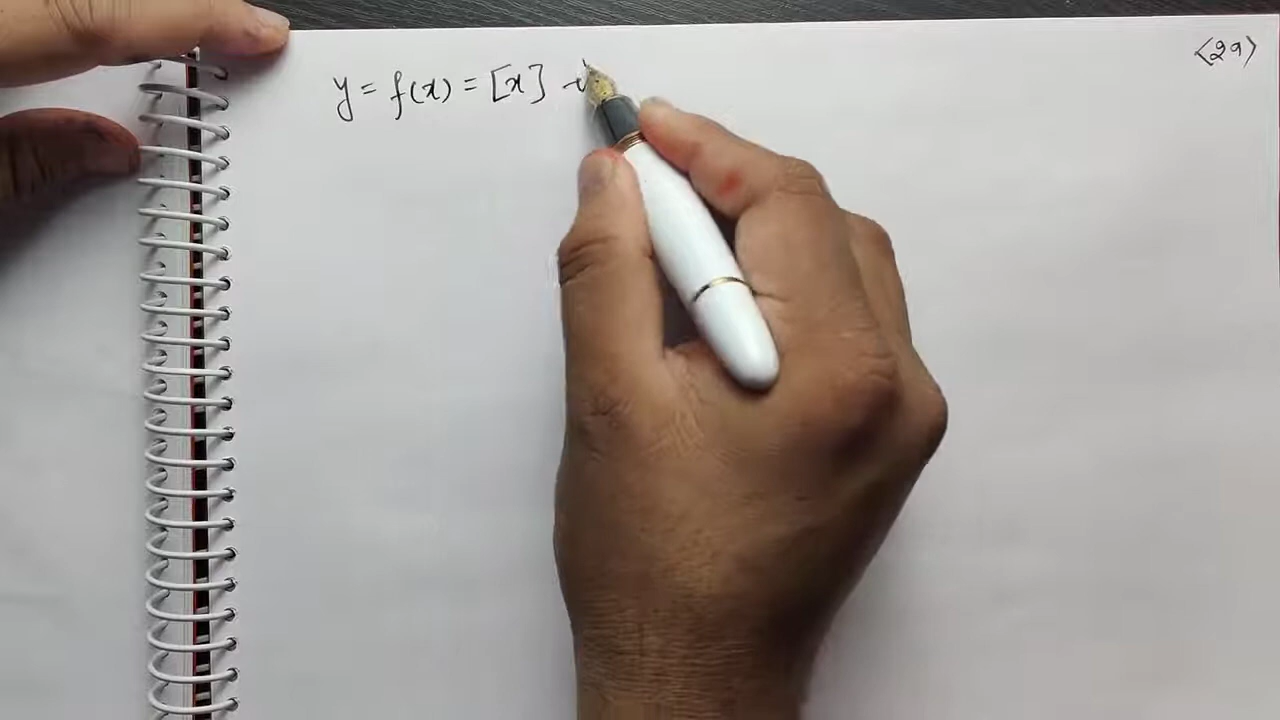 <29>
y = f(x) = [x]